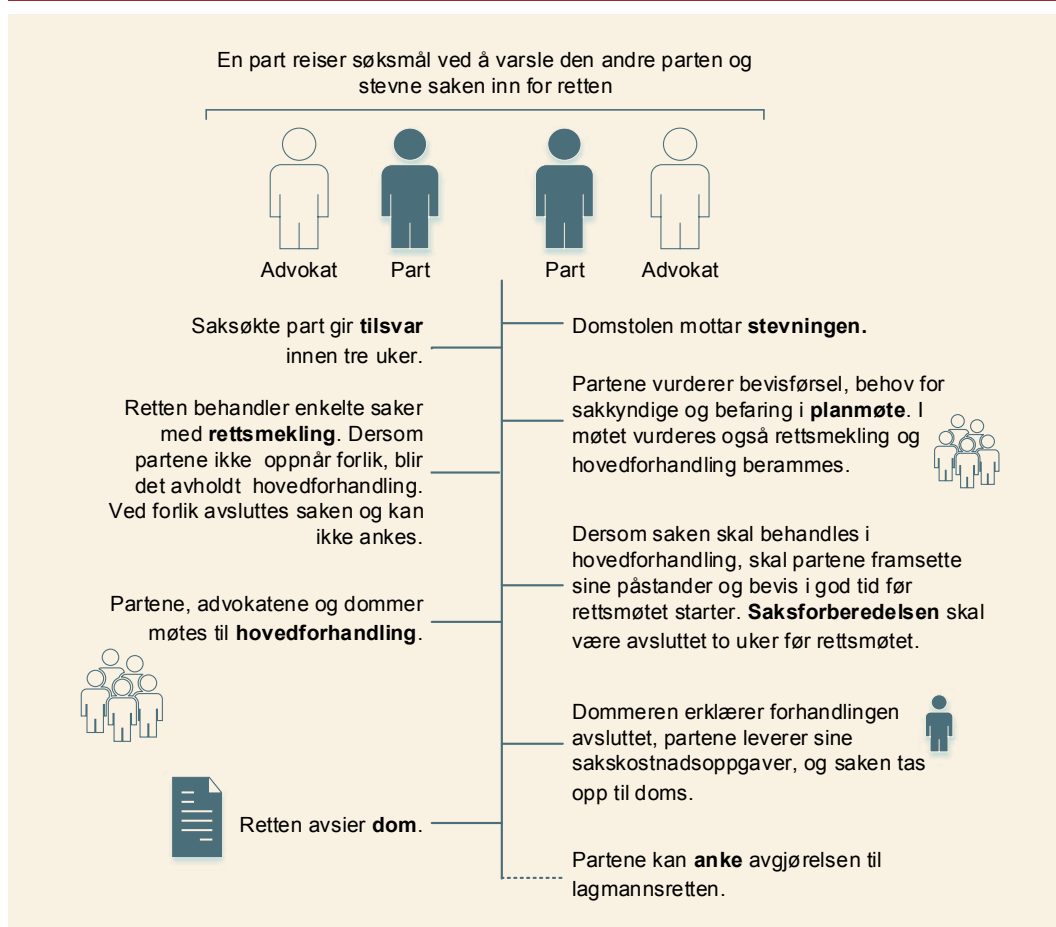 En part reiser søksmål ved å varsle den andre parten og
stevne saken inn for retten
Advokat
Part
Part
Advokat
Domstolen mottar stevningen.
Saksøkte part gir tilsvar
innen tre uker.
Partene vurderer bevisførsel, behov for
sakkyndige og befaring i planmøte. I
møtet vurderes også rettsmekling og
hovedforhandling berammes.
Retten behandler enkelte saker
med rettsmekling. Dersom
partene ikke oppnår forlik, blir
det avholdt hovedforhandling.
Ved forlik avsluttes saken og kan
ikke ankes.
Dersom saken skal behandles i
hovedforhandling, skal partene framsette
sine påstander og bevis i god tid før
rettsmøtet starter. Saksforberedelsen skal
være avsluttet to uker før rettsmøtet.
Partene, advokatene og dommer
møtes til hovedforhandling.
Dommeren erklærer forhandlingen
avsluttet, partene leverer sine
sakskostnadsoppgaver, og saken tas
opp til doms.
Retten avsier dom.
Partene kan anke avgjørelsen til
lagmannsretten.